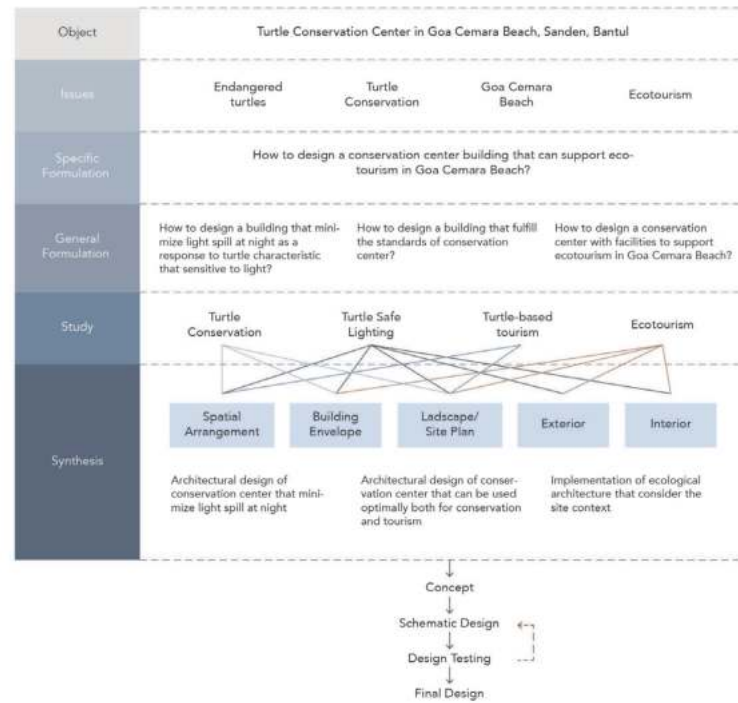 Object
Turtle Conservation Center in Goa Cemara Beach, Sanden, Bantul
Issues
Endangered
turtles
Turtle
Conservation
Goa Cemara
Beach
Ecotourism
Specific
Formulation
How to design a conservation center building that can support eco-
tourism in Goa Cemara Beach?
General
Formulation
How to design a building that mini-
mize light spill at night as a
response to turtle characteristic
that sensitive to light?
How to design a building that fulfill
the standards of conservation
center?
How to design a conservation
center with facilities to support
ecotourism in Goa Cemara Beach?
Study
Turtle
Conservation
Turtle Safe
Lighting
Turtle-based
tourism
Ecotourism
Synthesis
Spatial
Arrangement
Building
Envelope
Ladscape/
Site Plan
Exterior
Interior
Architectural design of
conservation center that mini-
mize light spill at night
Architectural design of conser-
vation center that can be used
optimally both for conservation
and tourism
Implementation of ecological
architecture that consider the
site context
Concept
Schematic Design
Design Testing
Final Design